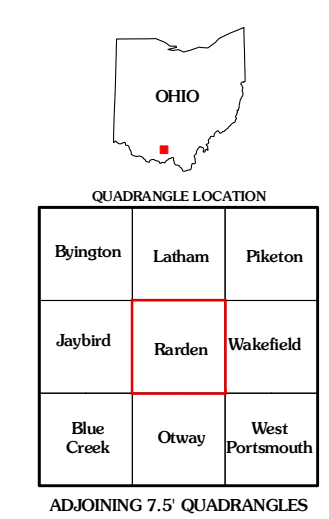 OHIO
QUADRANGLE LOCATION
Byington Latham Piketon
Jaybird Rarden Wakefield
Blue
Creek
Otway
West
Portsmouth
ADJOINING 7.5' QUADRANGLES